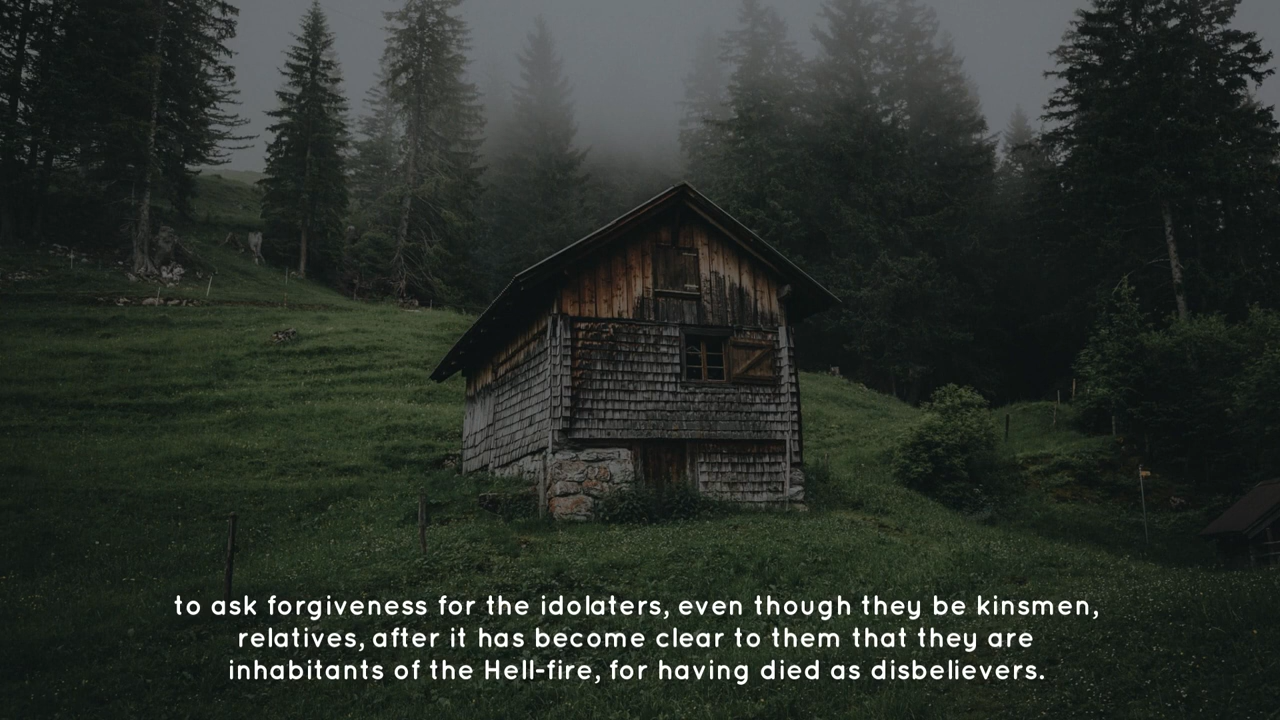 to ask forgiveness for the idolaters, even though they be kinsmen,
relatives, after it has become clear to them that they are
inhabitants of the Hell-fire, for having died as disbelievers.